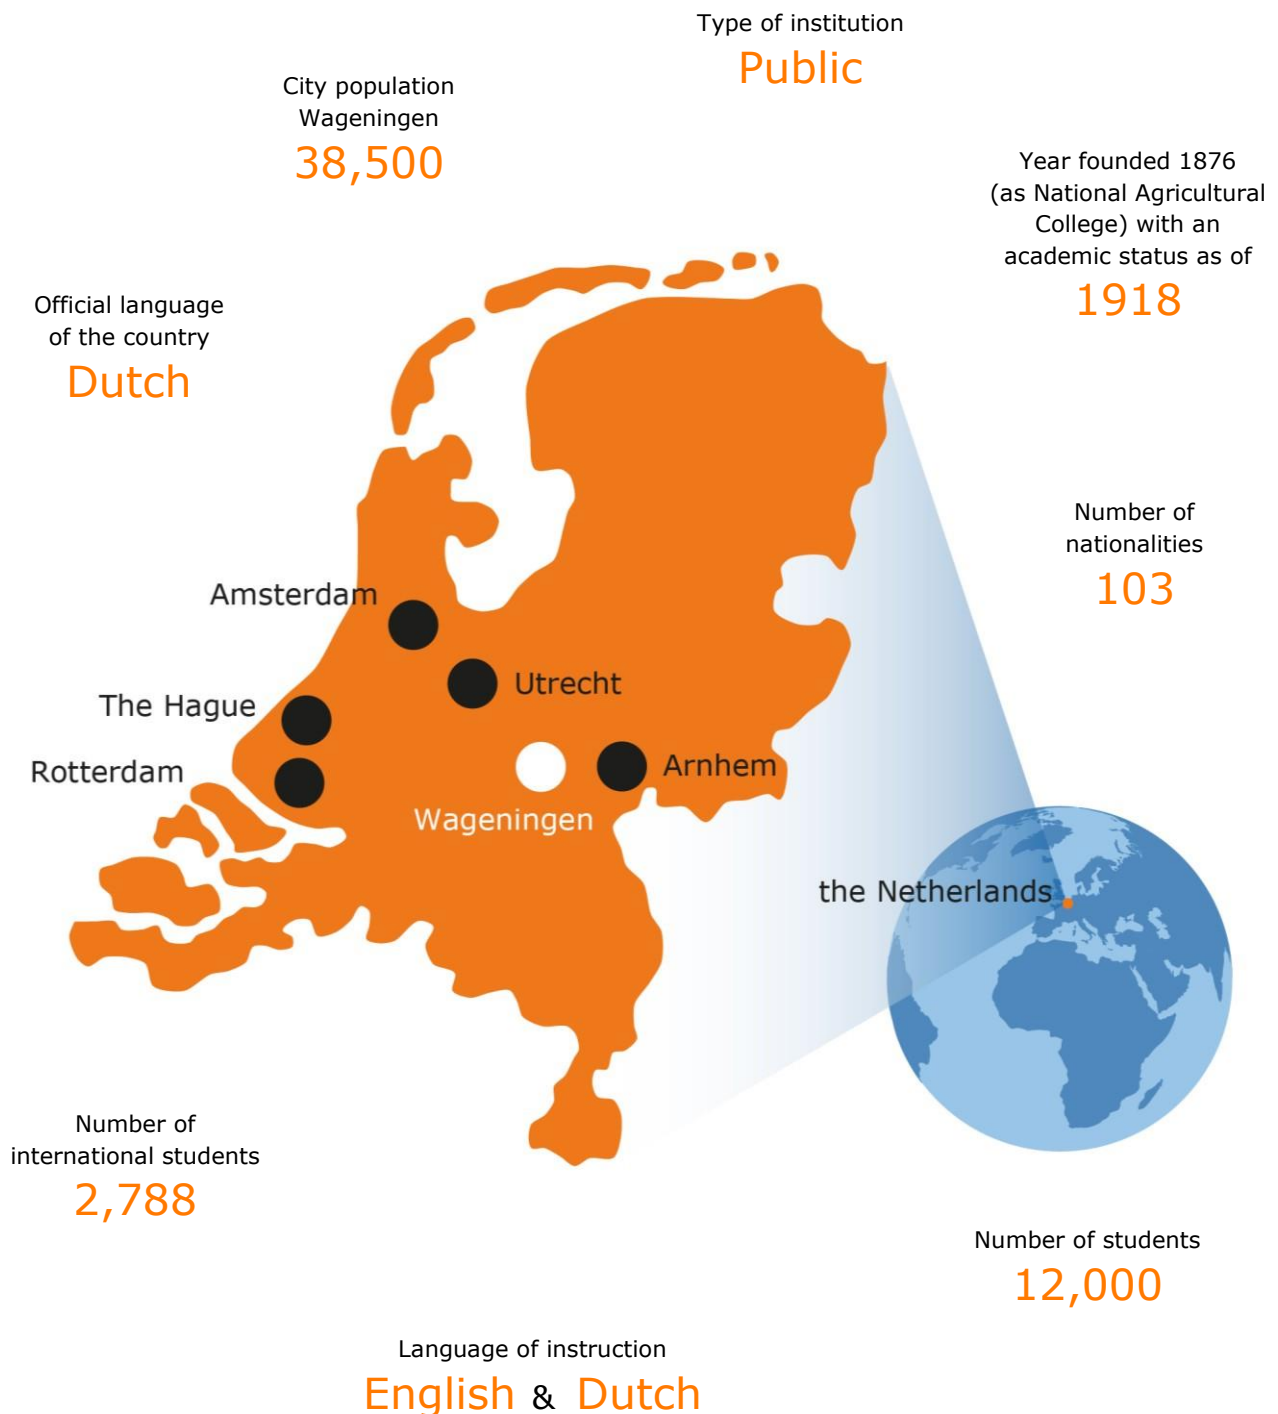 Type of institution
Public
City population
Wageningen
38,500
Year founded 1876
(as National Agricultural
College) with an
academic status as of
1918
Official language
of the country
Dutch
Number of
nationalities
103
Amsterdam
Utrecht
The Hague
Rotterdam
Arnhem
Wageningen
the Netherlands
Number of
international students
2,788
Number of students
12,000
Language of instruction
English & Dutch